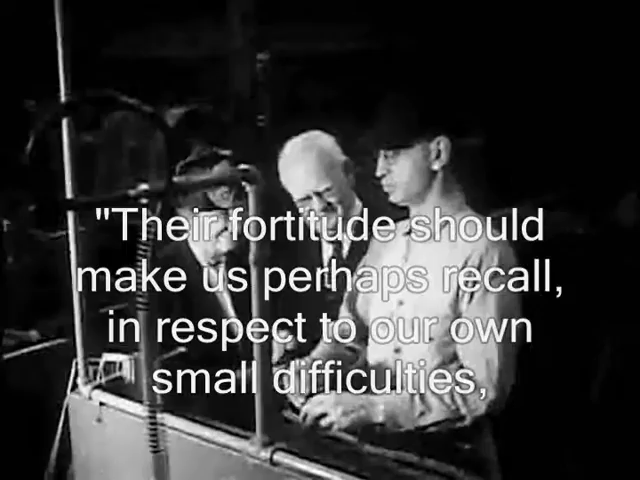 "Their fortitude should
make us perhaps recall,
in respect to our own
small difficulties,